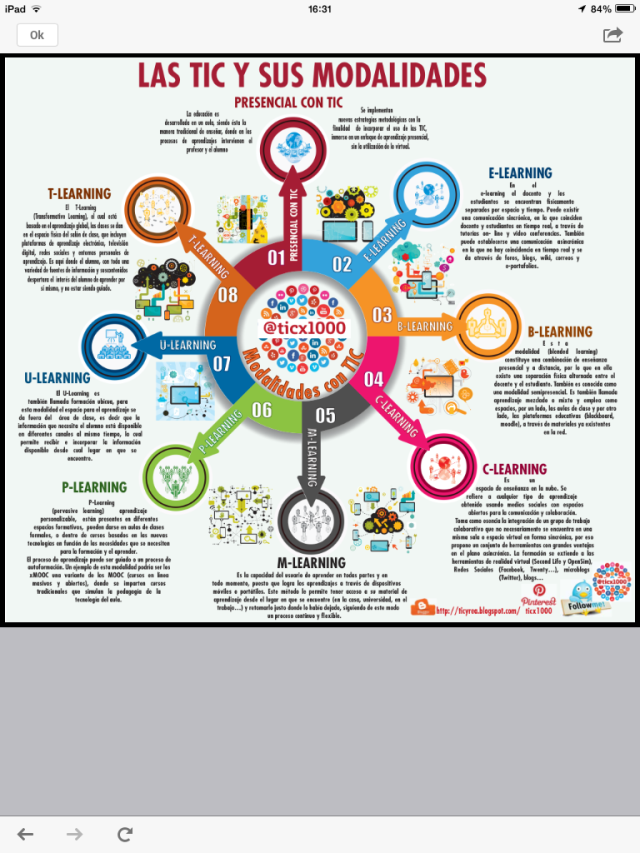 iPad
16:31
84%
Ok
LAS TIC Y SUS MODALIDADES
PRESENCIAL CON TIC
La educación es
desarrollada en un aula, siendo ésta la
manera tradicional de enseñar, donde en los
procesos de aprendizajes intervienen el
profesor y el alumno
Se implementan
nuevas estrategias metodológicas con la
finalidad de incorporar el uso de las TIC,
inmerso en un enfoque de aprendizaje presencial,
sin la utilización de lo virtual.
E-LEARNING
En el
e-learning el docente y los
estudiantes se encuentran físicamente
separados por espacio y tiempo. Puede existir
una comunicación sincrónica, en la que coinciden
docente y estudiantes en tiempo real, a través de
tutorías on- line y video conferencias. También
puede establecerse una comunicación asincrónica
en la que no hay coincidencia en tiempo real y se
da através de foros, blogs, wiki, correos y
e-portafolios.
T-LEARNING
El T-Learning
(Transformative Learning), el cual está
basado en el aprendizaje global, las clases se dan
en el espacio físico del salón de clase, que incluyen
plataformas de aprendizaje electrónico, televisión
digital, redes sociales y entornos personales de
aprendizaje. Es aquí donde el alumno, con toda una
variedad de fuentes de información y sus contenidos
despertara el interés del alumno de aprender por
sí mismo, y no estar siendo guiado.
PRESENCIAL CON TIC
01
E-LEARNING
02
B-LEARNING
03
C-LEARNING
04
M-LEARNING
05
P-LEARNING
06
U-LEARNING
07
T-LEARNING
08
@ticx1000
Modalidades con TIC
B-LEARNING
Esta
modalidad (blended learning)
constituye una combinación de enseñanza
presencial y a distancia, por lo que en ella
existe una separación física alternada entre el
docente y el estudiante. También es conocida como
una modalidad semipresencial. Es también llamada
aprendizaje mezclado o mixto y emplea como
espacios, por un lado, las aulas de clase y por otro
lado, las plataformas educativas (blackboard,
moodle), a través de materiales ya existentes
en la red.
U-LEARNING
El U-Learning es
también llamado formación ubicua, para
esta modalidad el espacio para el aprendizaje se
da fuera del área de clase, es decir que la
información que necesita el alumno está disponible
en diferentes canales al mismo tiempo, lo cual
permite recibir e incorporar la información
disponible desde cual lugar en que se
encuentre.
C-LEARNING
Es un
espacio de enseñanza en la nube. Se
refiere a cualquier tipo de aprendizaje
obtenido usando medios sociales con espacios
abiertos para la comunicación y colaboración.
Toma como esencia la integración de un grupo de trabajo
colaborativo que no necesariamente se encuentra en una
misma sala o espacio virtual en forma sincrónica, por eso
propone un conjunto de herramientas con grandes ventajas
en el plano asincrónico. La formación se extiende a las
herramientas de realidad virtual (Second Life y OpenSim),
Redes Sociales (Facebook, Twenty…), microblogs
(Twitter), blogs…
P-LEARNING
P-Learning
(pervasive learning) aprendizaje
personalizable, están presentes en diferentes
espacios formativos, pueden darse en aulas de clases
formales, o dentro de cursos basados en las nuevas
tecnologías en función de las necesidades que se necesitan
para la formación y el aprender.
El proceso de aprendizaje puede ser guiado o un proceso de
autoformación. Un ejemplo de esta modalidad podría ser los
xMOOC una variante de los MOOC (cursos en línea
masivos y abiertos), donde se imparten cursos
tradicionales que simulan la pedagogía de la
tecnología del aula.
M-LEARNING
Es la capacidad del usuario de aprender en todas partes y en
todo momento, puesto que logra los aprendizajes a través de dispositivos
móviles o portátiles. Este método le permite tener acceso a su material de
aprendizaje desde el lugar en que se encuentre (en la casa, universidad, en el
trabajo…) y retomarlo justo donde lo había dejado, siguiendo de este modo
un proceso continuo y flexible.
http://ticyroa.blogspot.com/
Pinterest
ticx1000
Follow me!
@ticx1000